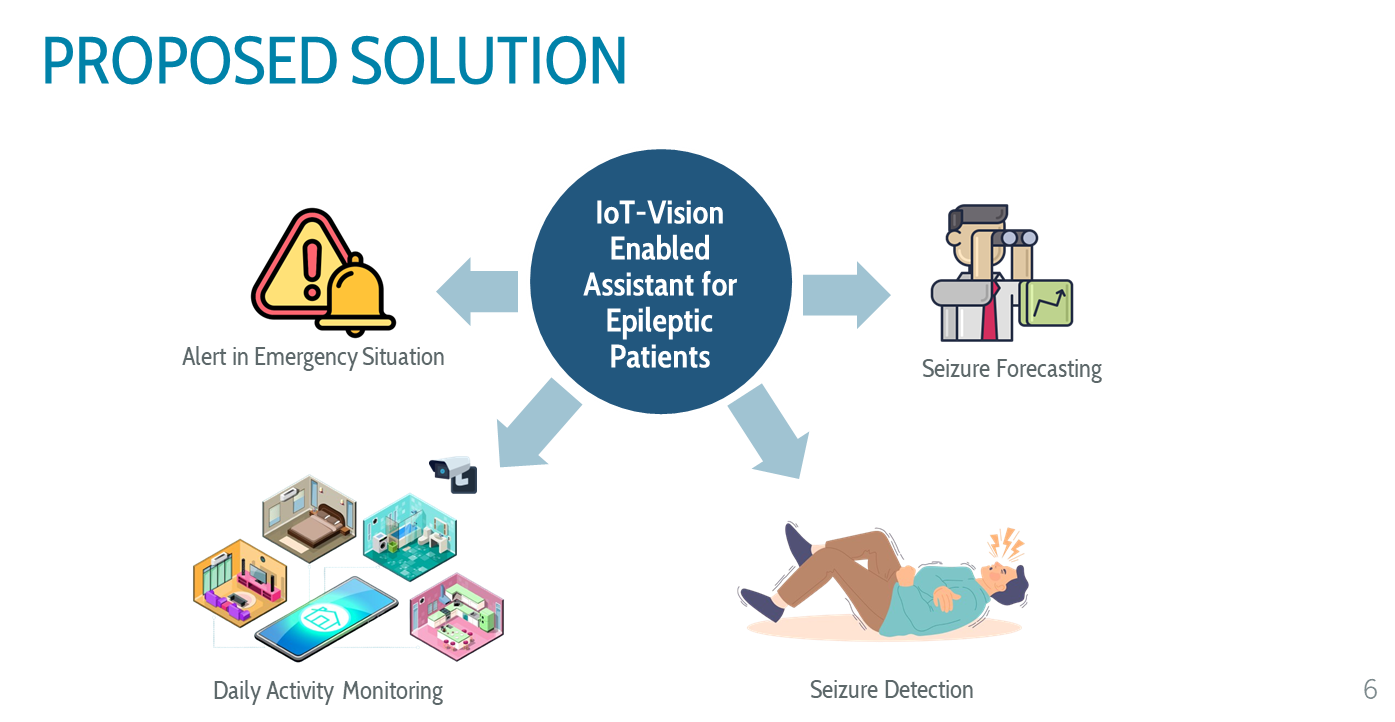 PROPOSED SOLUTION
IoT-Vision
Enabled
Assistant for
Epileptic
Patients
Alert in Emergency Situation
Seizure Forecasting
Daily Activity Monitoring
Seizure Detection
6